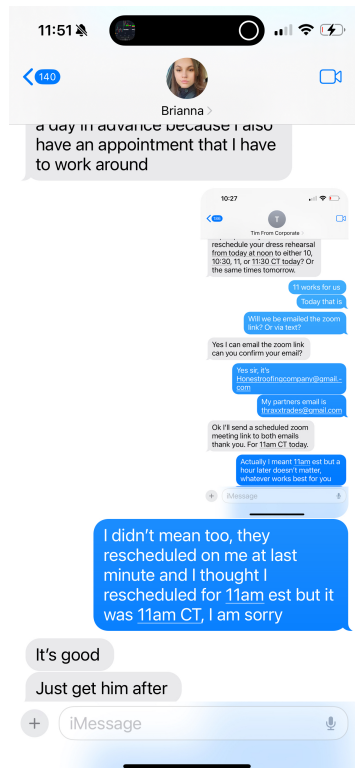 11:51
140
Brianna
a day in advance because I also
have an appointment that I have
to work around
10:27
T
Tim From Corporate
reschedule your dress rehearsal
from today at noon to either 10,
10:30, 11, or 11:30 CT today? Or
the same times tomorrow.
11 works for us
Today that is
Will we be emailed the zoom
link? Or via text?
Yes I can email the zoom link
can you confirm your email?
Yes sir, it's
Honestroofingcompany@gmail.-
com
My partners email is
thraxxtrades@gmail.com
Ok I'll send a scheduled zoom
meeting link to both emails
thank you. For 11am CT today.
Actually I meant 11am est but a
hour later doesn't matter,
whatever works best for you
iMessage
I didn't mean too, they
rescheduled on me at last
minute and I thought I
rescheduled for 11am est but it
was 11am CT, I am sorry
It's good
Just get him after
iMessage